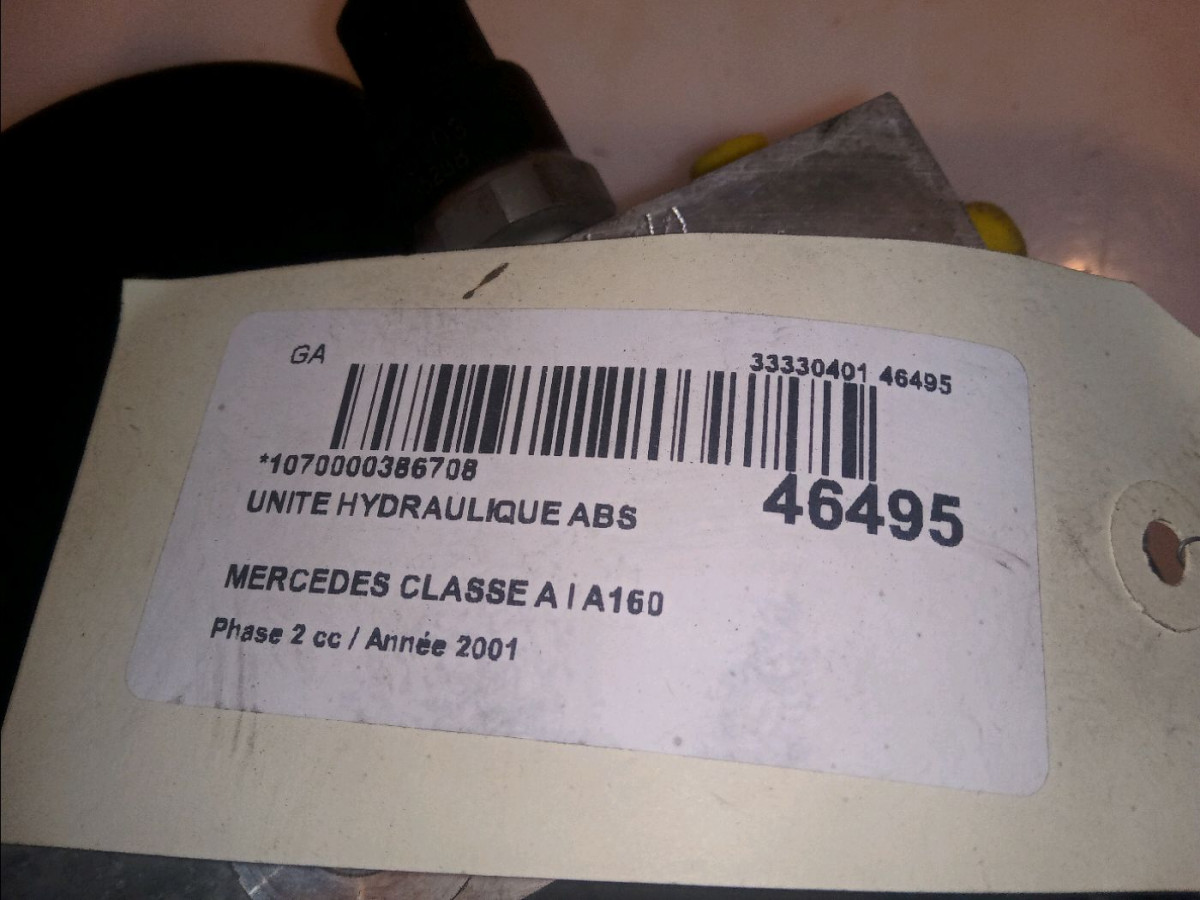 GA
33330401 46495
*1070000386708
46495
UNITE HYDRAULIQUE ABS
MERCEDES CLASSE A I A160
Phase 2 cc / Année 2001